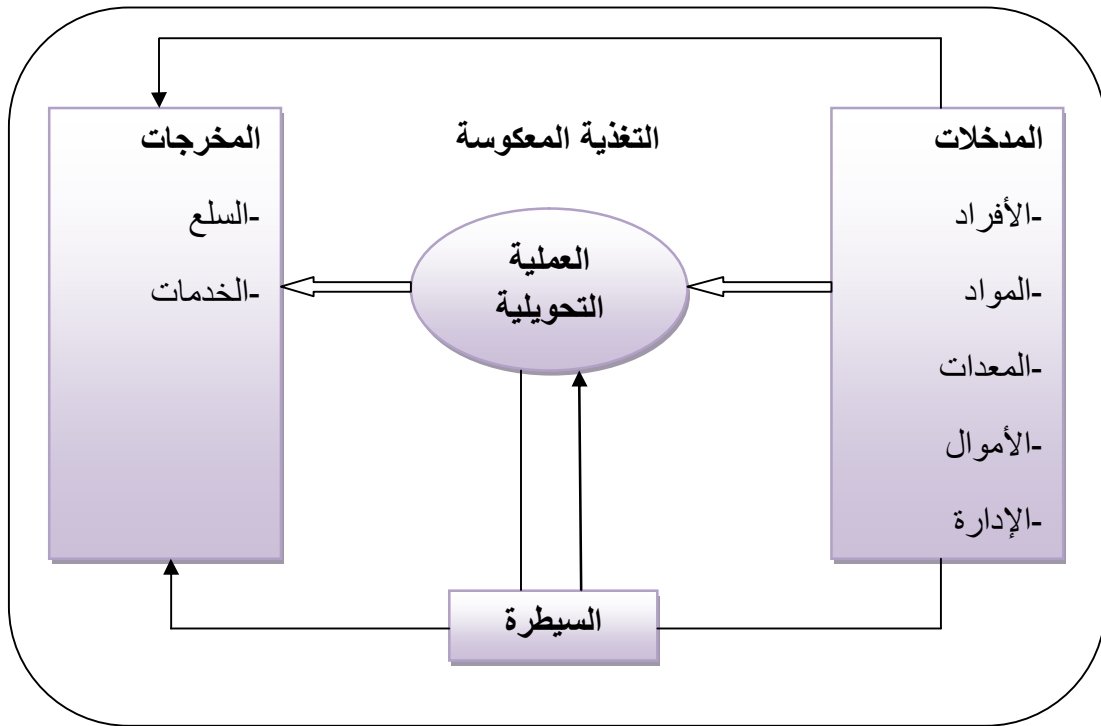 المدخلات
-الأفراد
-المواد
-المعدات
-الأموال
-الإدارة
التغذية المعكوسة
العملية
التحويلية
المخرجات
-السلع
-الخدمات
السيطرة